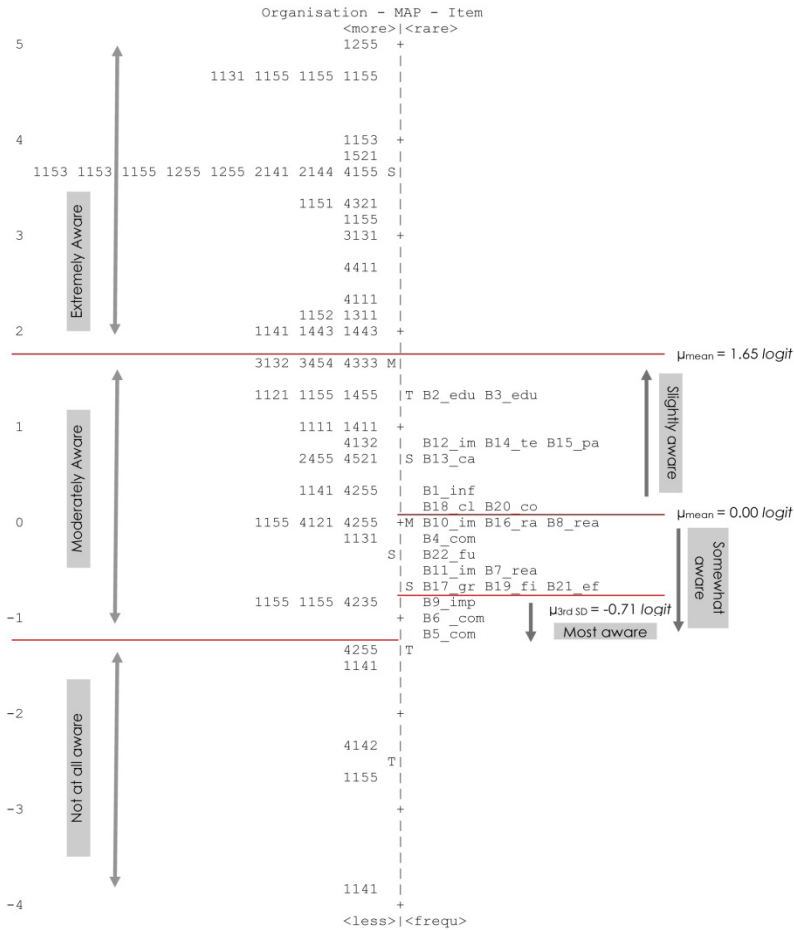 Organisation - MAP - Item
<more>|<rare>
5 1255 +
1131 1155 1155 1155
4 1153 +
1521
1153 1153 1155 1255 1255 2141 2144 4155 S|
1151 4321
1155
3 3131 +
4411
4111
1152 1311
2 1141 1443 1443 +
µmean = 1.65 logit
3132 3454 4333 M|
1121 1155 1455 |T B2_edu B3_edu
1 1111 1411 +
4132 B12_im B14_te B15_pa
2455 4521 |S B13_ca
1141 4255 B1_inf
B18_cl B20_co
µmean = 0.00 logit
0 1155 4121 4255 +M B10_im B16_ra B8_rea
1131 B4_com
S| B22_fu
B11_im B7_rea
|S B17_gr B19_fi B21_ef
1155 1155 4235 B9_imp
µ3rd SD = -0.71 logit
-1 + B6 _com
B5_com
4255 |T
1141
-2 +
4142
T|
1155
-3 +
1141
-4 +
<less>|<frequ>
Extremely Aware
Moderately Aware
Not at all aware
Slightly aware
Somewhat
aware
Most aware